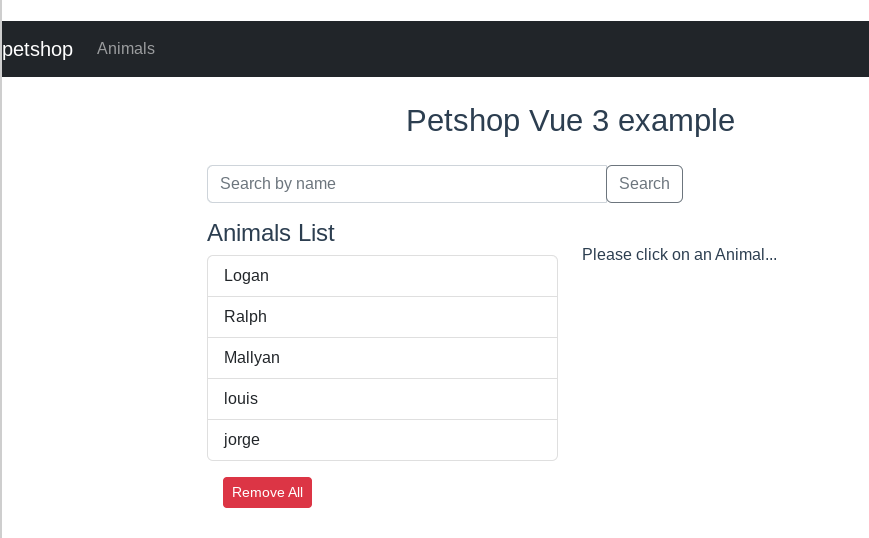 petshop Animals
Petshop Vue 3 example
Search by name Search
Animals List
Please click on an Animal...
Logan
Ralph
Mallyan
louis
jorge
Remove All